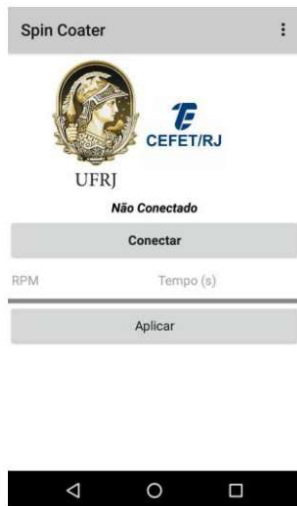 Spin Coater
UFRJ
CEFET/RJ
Não Conectado
Conectar
RPM Tempo (s)
Aplicar